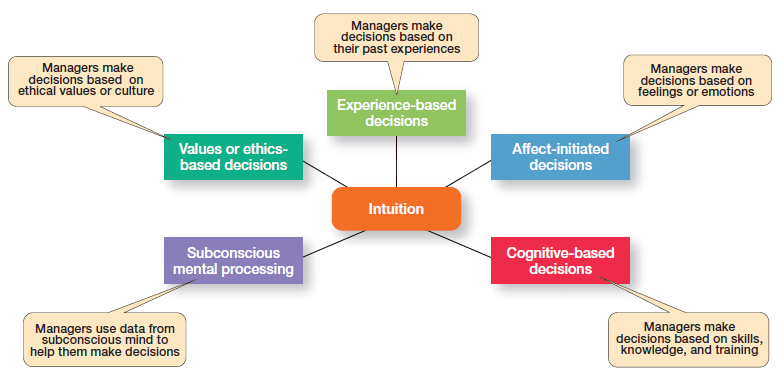 Managers make
decisions based on
their past experiences
Managers make
decisions based on
ethical values or culture
Managers make
decisions based on
feelings or emotions
Experience-based
decisions
Values or ethics-
based decisions
Affect-initiated
decisions
Intuition
Subconscious
mental processing
Cognitive-based
decisions
Managers use data from
subconscious mind to
help them make decisions
Managers make
decisions based on skills,
knowledge, and training